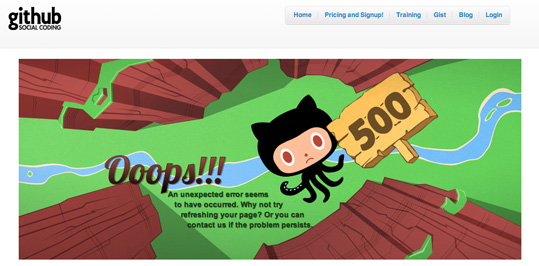 github
SOCIAL CODING
Home Pricing and Signup! Training Gist Blog Login
500
Ooops!!!
An unexpected error seems
to have occurred. Why not try
refreshing your page? Or you can
contact us if the problem persists.